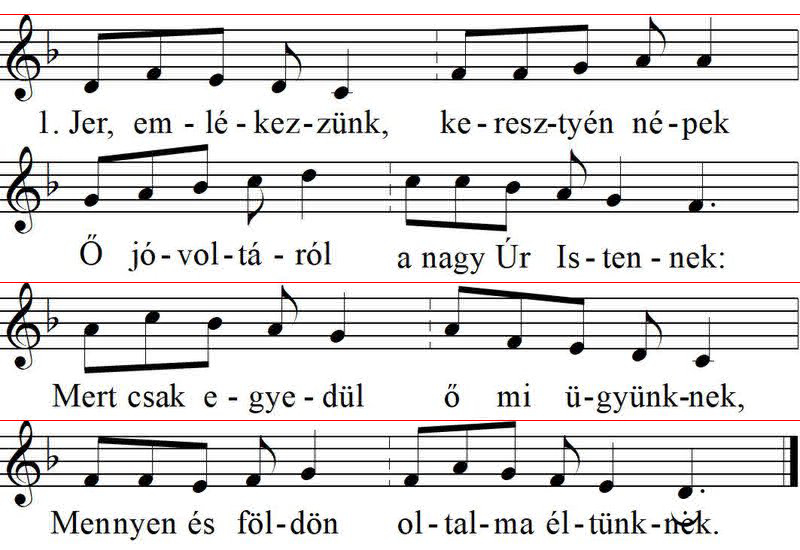 1. Jer, em - lé - kez-zünk, ke - resz-tyén né - pek
Ő jó - vol - tá - ról a nagy Úr Is - ten - nek:
Mert csak e - gye - dül ő mi ü-gyünk-nek,
Mennyen és föl-dön ol - tal - ma él-tünk-nek.